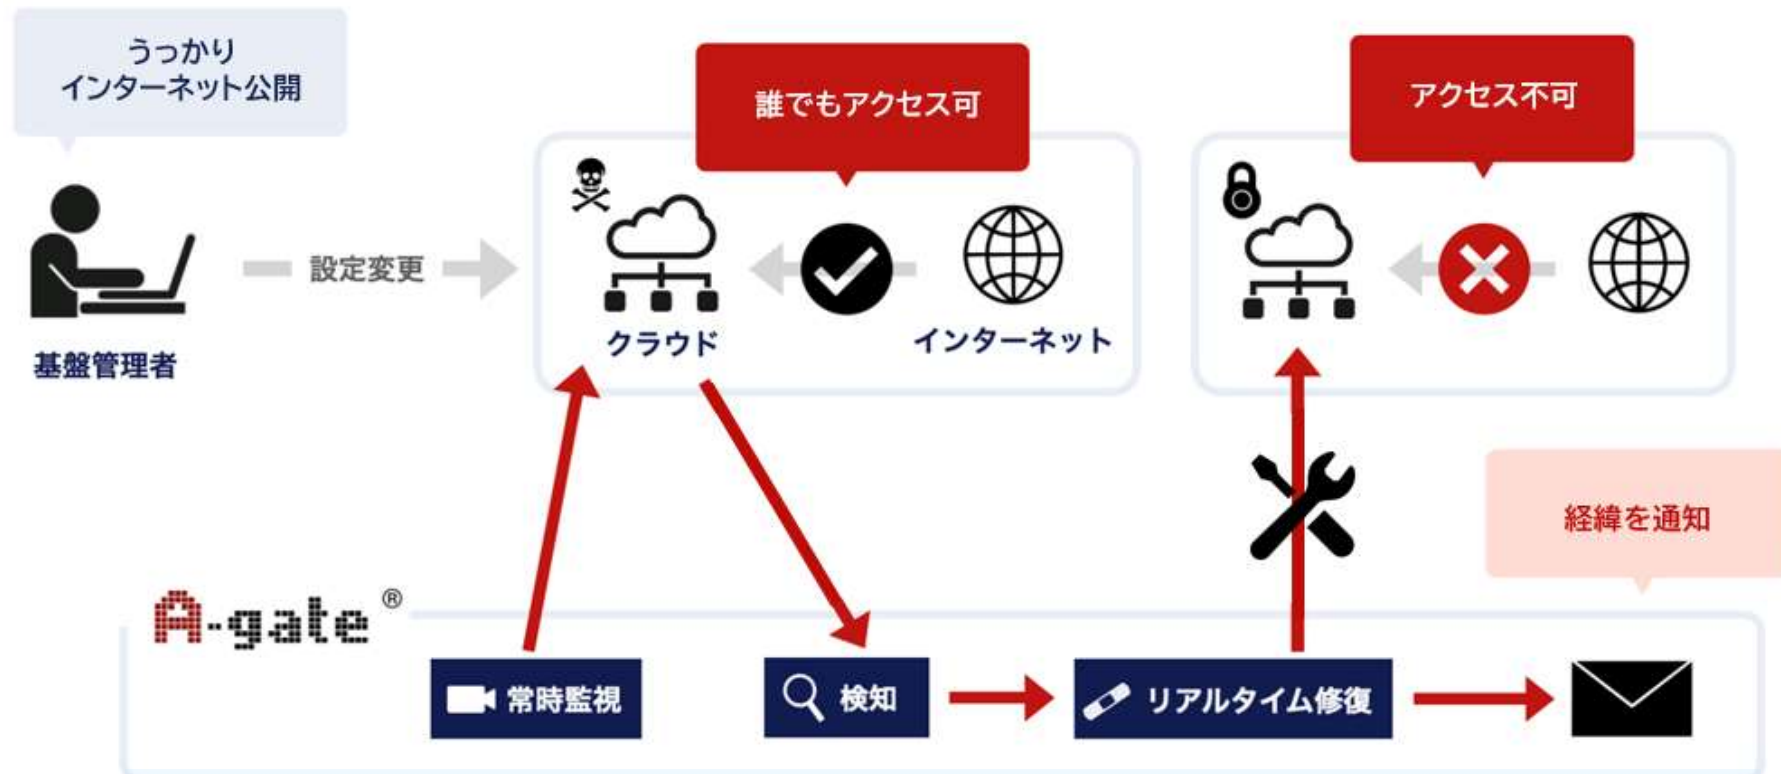 うっかり
インターネット公開
誰でもアクセス可
アクセス不可
設定変更
クラウド
インターネット
基盤管理者
経緯を通知
A-gate®
常時監視
検知
リアルタイム修復